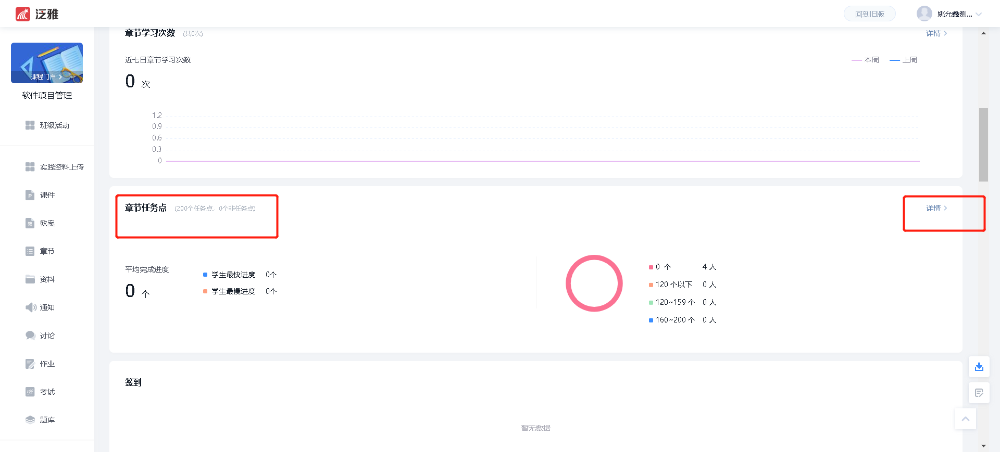 泛雅
回到旧版
姚允鑫测...
课程门户 >
软件项目管理
班级活动
实践资料上传
课件
教案
章节
资料
通知
讨论
作业
考试
题库
章节学习次数 (共0次)
详情 >
近七日章节学习次数
本周 上周
0 次
1.2
0.9
0.6
0.3
0
章节任务点 (200个任务点，0个非任务点)
详情 >
平均完成进度
0 个
学生最快进度 0个
学生最慢进度 0个
0 个 4 人
120 个以下 0 人
120~159 个 0 人
160~200 个 0 人
签到
暂无数据